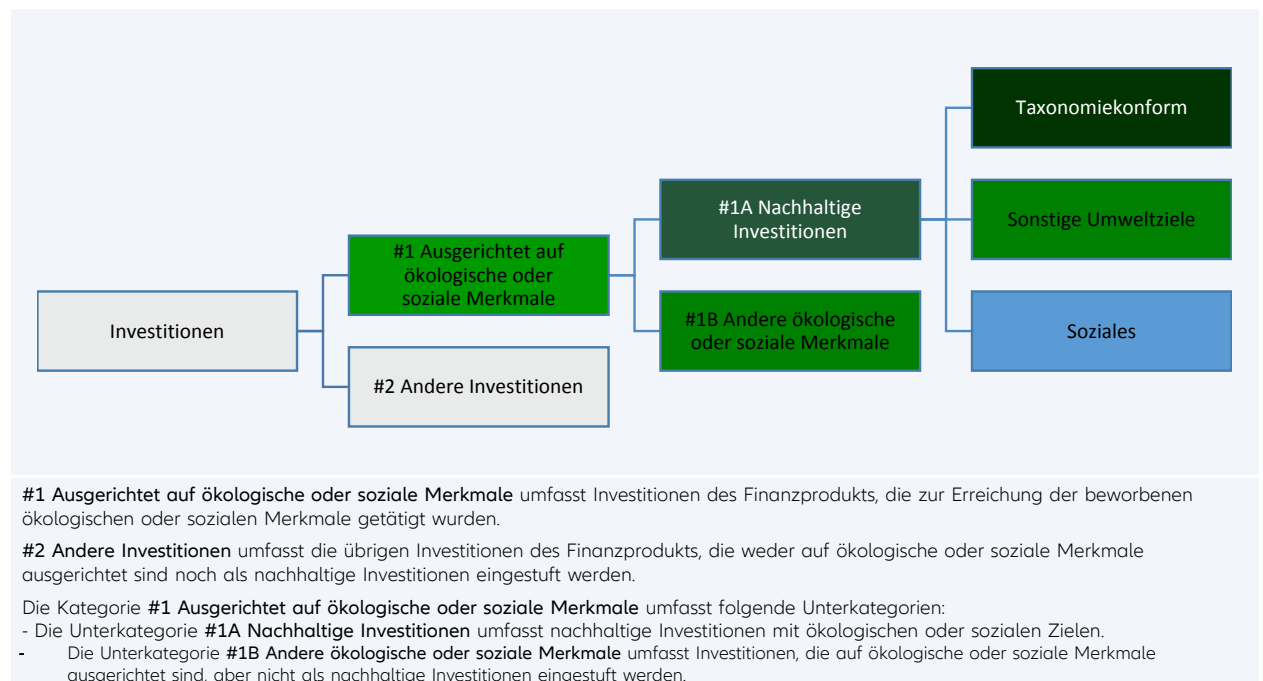 Taxonomiekonform
#1A Nachhaltige
Investitionen
Sonstige Umweltziele
#1 Ausgerichtet auf
ökologische oder
soziale Merkmale
Investitionen
#1B Andere ökologische
oder soziale Merkmale
Soziales
#2 Andere Investitionen
#1 Ausgerichtet auf ökologische oder soziale Merkmale umfasst Investitionen des Finanzprodukts, die zur Erreichung der beworbenen
ökologischen oder sozialen Merkmale getätigt wurden.
#2 Andere Investitionen umfasst die übrigen Investitionen des Finanzprodukts, die weder auf ökologische oder soziale Merkmale
ausgerichtet sind noch als nachhaltige Investitionen eingestuft werden.
Die Kategorie #1 Ausgerichtet auf ökologische oder soziale Merkmale umfasst folgende Unterkategorien:
- Die Unterkategorie #1A Nachhaltige Investitionen umfasst nachhaltige Investitionen mit ökologischen oder sozialen Zielen.
- Die Unterkategorie #1B Andere ökologische oder soziale Merkmale umfasst Investitionen, die auf ökologische oder soziale Merkmale
ausgerichtet sind, aber nicht als nachhaltige Investitionen eingestuft werden.